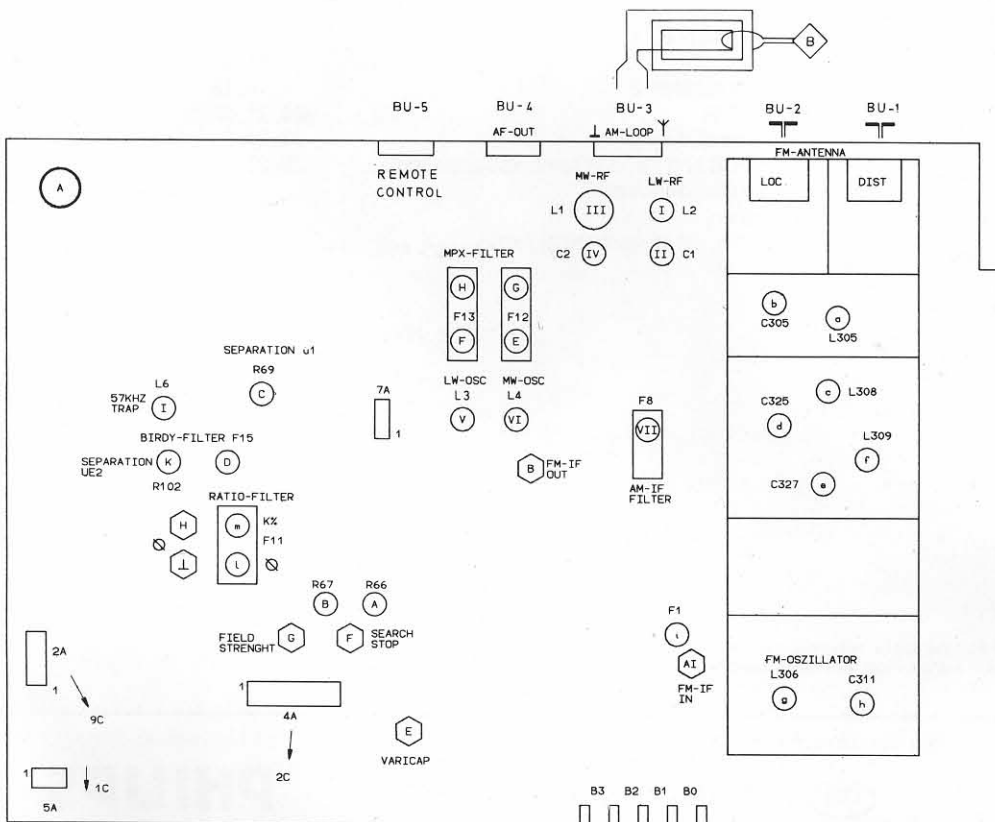 B
BU-5 BU-4 BU-3 BU-2 BU-1
AF-OUT ⊥ AM-LOOP
FM-ANTENNA
A
REMOTE CONTROL
MW-RF LW-RF
LOC. DIST
L1 III I L2
C2 IV II C1
MPX-FILTER
H G
F13 F12
F E
b a
C305 L305
SEPARATION u1
R69
C
L6
57KHZ TRAP
I
7A
1
LW-OSC MW-OSC
L3 L4
V VI
F8
VII
AM-IF FILTER
c L308
C325
d
L309
f
C327 e
BIRDY-FILTER F15
SEPARATION UE2
K D
R102
B FM-IF OUT
RATIO-FILTER
H m K%
F11
⊥ l
R67 R66
B A
FIELD STRENGHT
G F SEARCH STOP
F1
ι
AI
FM-IF IN
FM-OSZILLATOR
L306 C311
g h
2A
1
9C
1
4A
2C
E
VARICAP
1
1C
5A
B3 B2 B1 B0